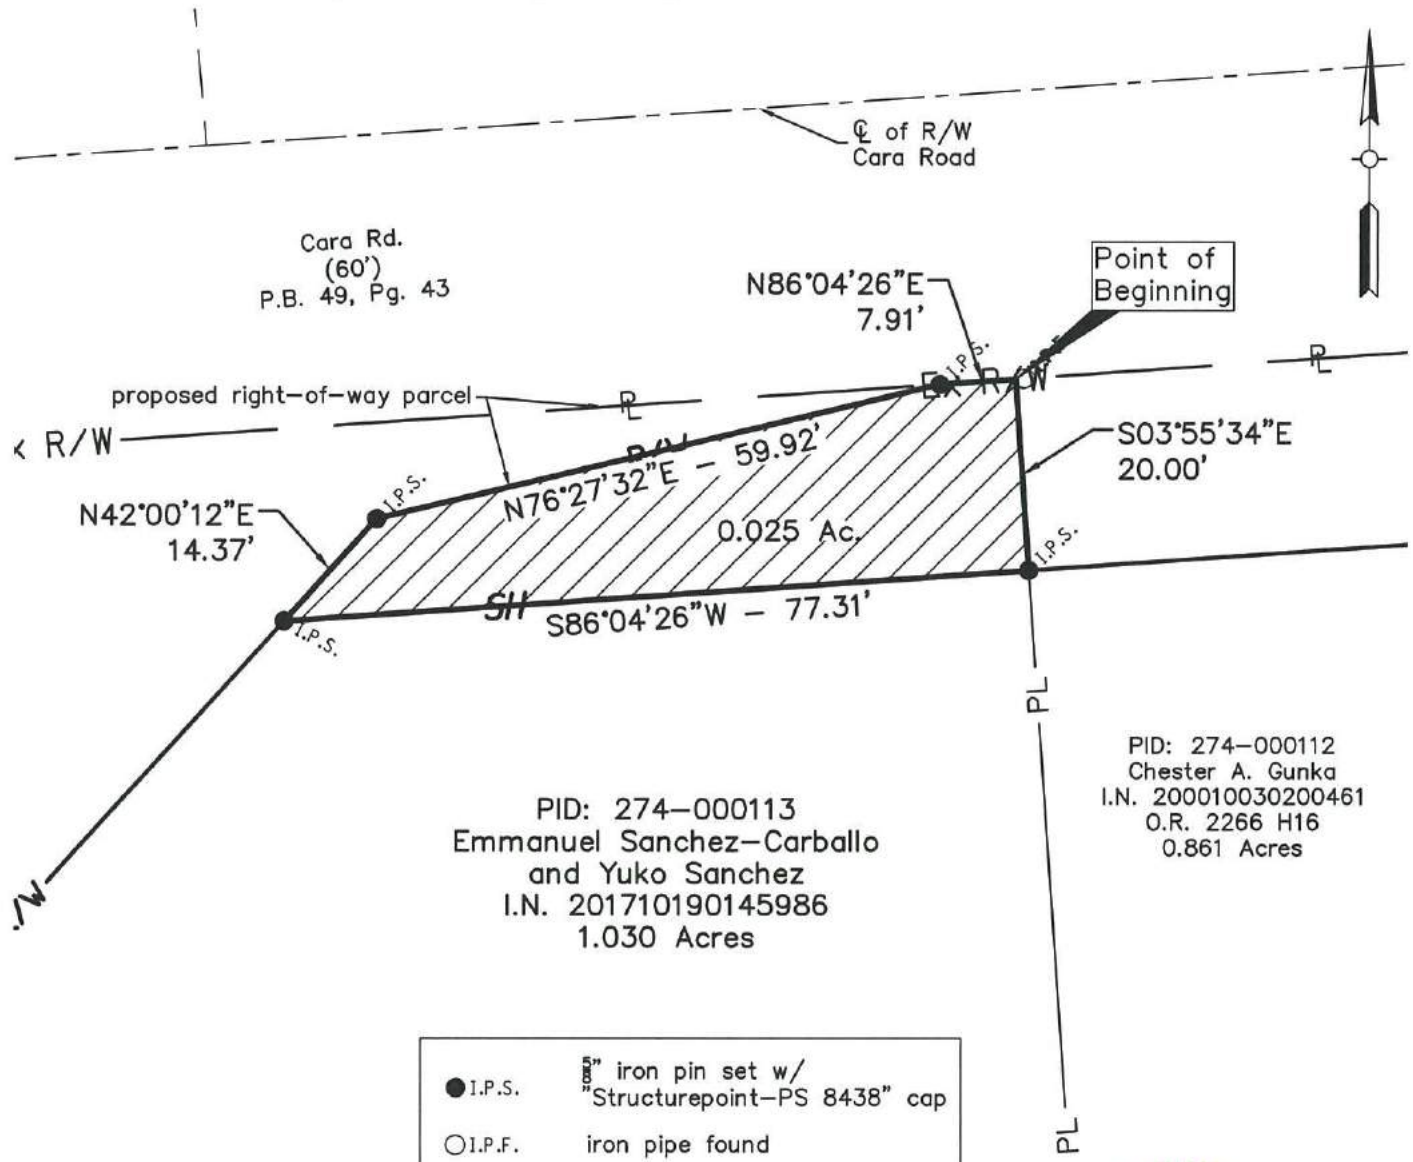 ℄ of R/W
Cara Road
Cara Rd.
(60')
P.B. 49, Pg. 43
N86°04'26"E
7.91'
Point of
Beginning
I.P.S.
EX R/W
℄
proposed right-of-way parcel
℄
X R/W
R/W
S03°55'34"E
20.00'
I.P.S.
N76°27'32"E - 59.92'
N42°00'12"E
14.37'
0.025 Ac.
I.P.S.
SH
S86°04'26"W - 77.31'
I.P.S.
PL
PID: 274-000112
Chester A. Gunka
I.N. 200010030200461
O.R. 2266 H16
0.861 Acres
PID: 274-000113
Emmanuel Sanchez-Carballo
and Yuko Sanchez
I.N. 201710190145986
1.030 Acres
/W
PL
I.P.S. 5/8" iron pin set w/
"Structurepoint-PS 8438" cap
I.P.F. iron pipe found